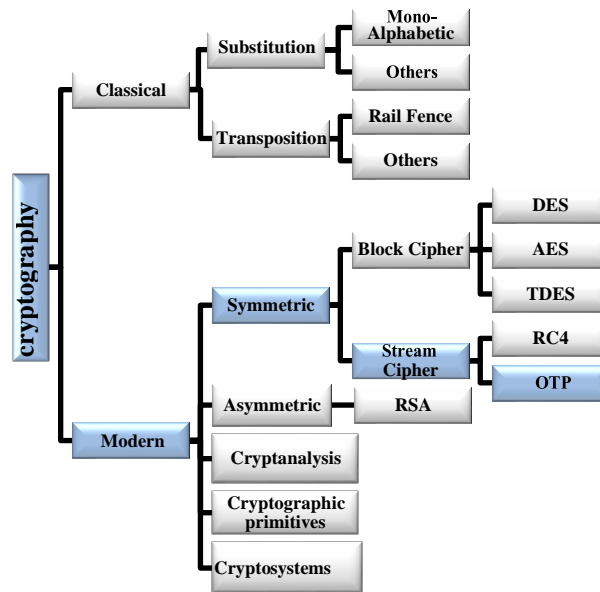 cryptography
Classical
Substitution
Mono-
Alphabetic
Others
Transposition
Rail Fence
Others
Modern
Symmetric
Block Cipher
DES
AES
TDES
Stream
Cipher
RC4
OTP
Asymmetric
RSA
Cryptanalysis
Cryptographic
primitives
Cryptosystems